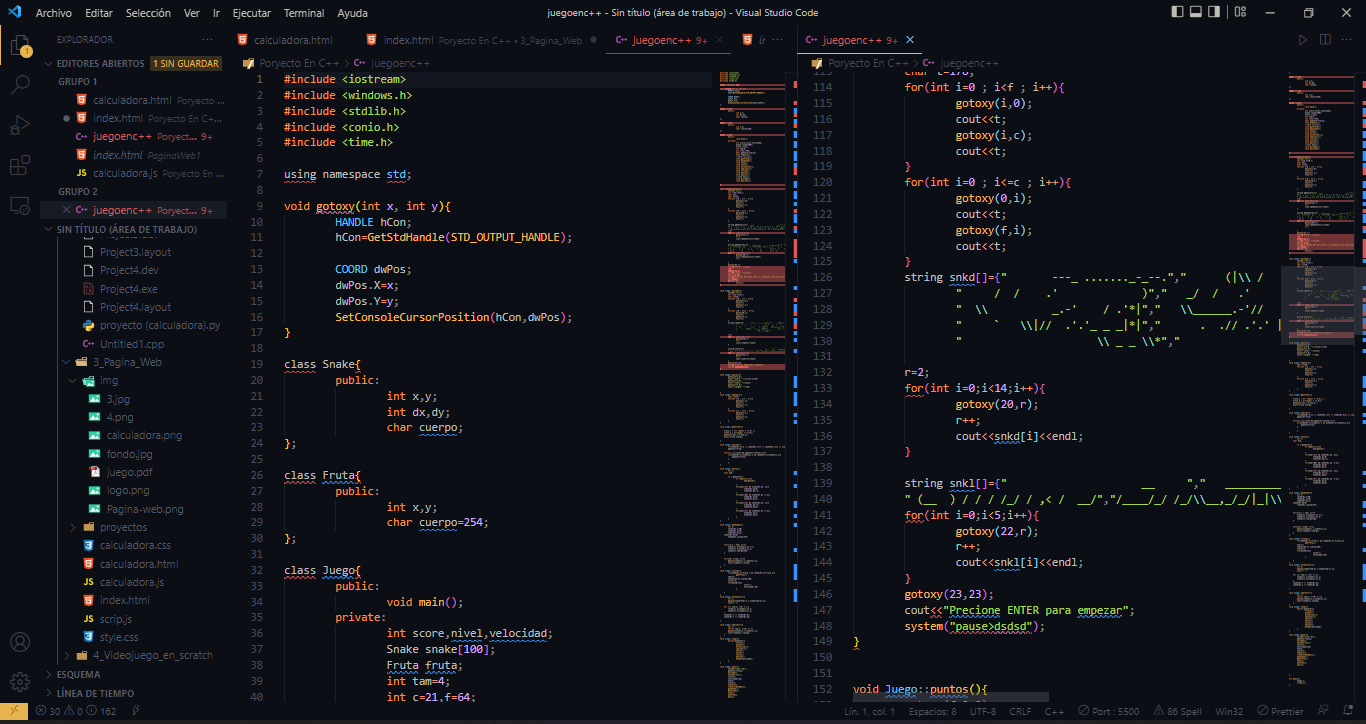 Archivo Editar Selección Ver Ir Ejecutar Terminal Ayuda
juegoenc++ - Sin título (área de trabajo) - Visual Studio Code
EXPLORADOR
EDITORES ABIERTOS 1 SIN GUARDAR
GRUPO 1
calculadora.html Poryecto ...
index.html Poryecto En C++...
juegoenc++ Poryect... 9+
index.html PaginaWeb1
calculadora.js Poryecto En ...
GRUPO 2
juegoenc++ Poryect... 9+
SIN TÍTULO (ÁREA DE TRABAJO)
Project3.layout
Project4.dev
Project4.exe
Project4.layout
proyecto (calculadora).py
Untitled1.cpp
3_Pagina_Web
img
3.jpg
4.png
calculadora.png
fondo.jpg
juego.pdf
logo.png
Pagina-web.png
proyectos
calculadora.css
calculadora.html
calculadora.js
index.html
scrip.js
style.css
4_Videojuego_en_scratch
ESQUEMA
LÍNEA DE TIEMPO
calculadora.html
index.html Poryecto En C++ • 3_Pagina_Web
juegoenc++ 9+
Poryecto En C++ > juegoenc++
1 #include <iostream>
2 #include <windows.h>
3 #include <stdlib.h>
4 #include <conio.h>
5 #include <time.h>
6
7 using namespace std;
8
9 void gotoxy(int x, int y){
10 HANDLE hCon;
11 hCon=GetStdHandle(STD_OUTPUT_HANDLE);
12
13 COORD dwPos;
14 dwPos.X=x;
15 dwPos.Y=y;
16 SetConsoleCursorPosition(hCon,dwPos);
17 }
18
19 class Snake{
20 public:
21 int x,y;
22 int dx,dy;
23 char cuerpo;
24 };
25
26 class Fruta{
27 public:
28 int x,y;
29 char cuerpo=254;
30 };
31
32 class Juego{
33 public:
34 void main();
35 private:
36 int score,nivel,velocidad;
37 Snake snake[100];
38 Fruta fruta;
39 int tam=4;
40 int c=21,f=64;
juegoenc++ 9+
Poryecto En C++ > juegoenc++
113 char t=178;
114 for(int i=0 ; i<f ; i++){
115 gotoxy(i,0);
116 cout<<t;
117 gotoxy(i,c);
118 cout<<t;
119 }
120 for(int i=0 ; i<=c ; i++){
121 gotoxy(0,i);
122 cout<<t;
123 gotoxy(f,i);
124 cout<<t;
125 }
126 string snkd[]={" ---_ ......._-_--."," (|\\ /
127 " / / .' )"," _/ / .'
128 " \\ _.-' / .'*|"," \\______.-'//
129 " ` \\|// .'.'_ _ _|*|"," . .// .'.' |
130 " \\ _ _ \\*","
131
132 r=2;
133 for(int i=0;i<14;i++){
134 gotoxy(20,r);
135 r++;
136 cout<<snkd[i]<<endl;
137 }
138
139 string snkl[]={" __ "," ________
140 " (__ ) / / / /_/ / ,< / __/","/____/_/ /_/\\__,_/_/|_|\\
141 for(int i=0;i<5;i++){
142 gotoxy(22,r);
143 r++;
144 cout<<snkl[i]<<endl;
145 }
146 gotoxy(23,23);
147 cout<<"Precione ENTER para empezar";
148 system("pause>dsdsd");
149 }
150
151
152 void Juego::puntos(){
30 0 162
Lín. 1, col. 1 Espacios: 8 UTF-8 CRLF C++ Port : 5500 86 Spell Win32 Prettier